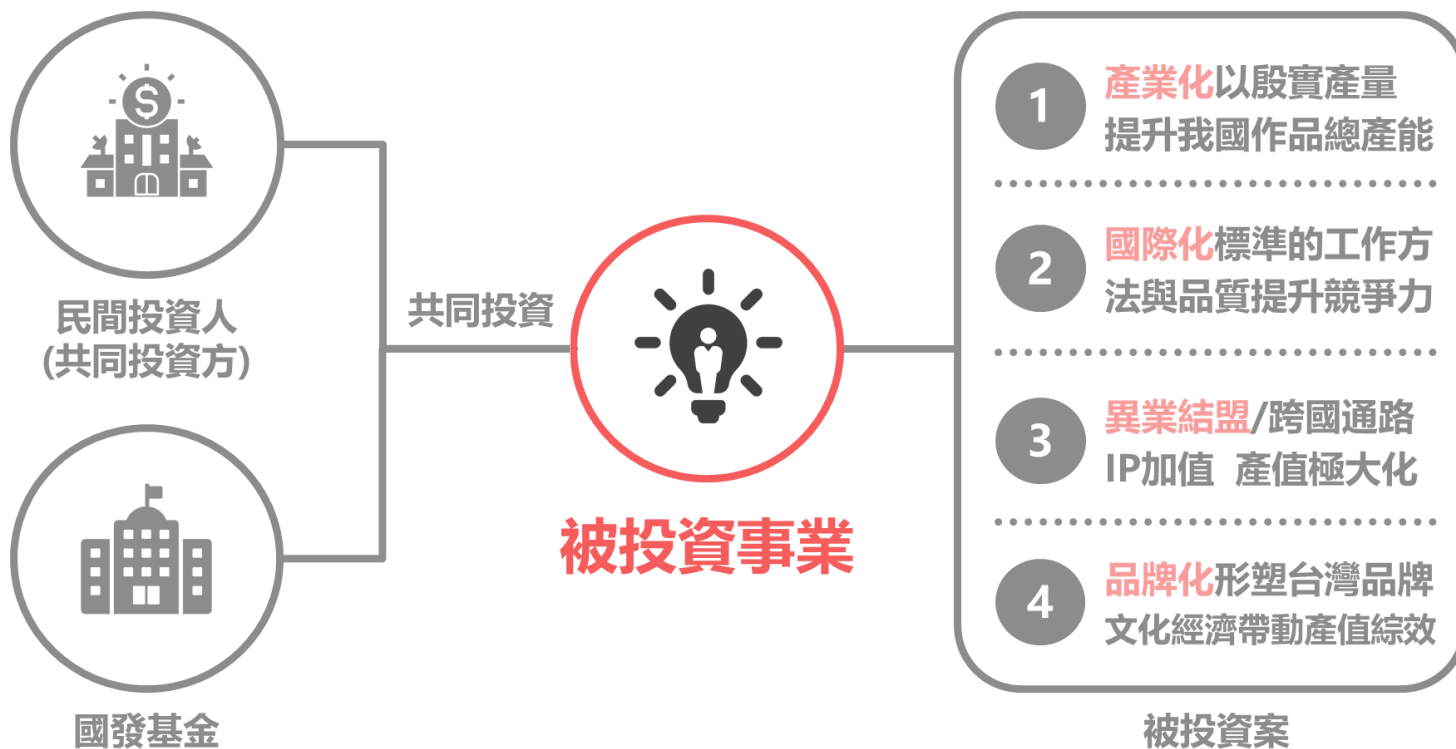 民間投資人
(共同投資方)
國發基金
共同投資
被投資事業
1
產業化以殷實產量
提升我國作品總產能
2
國際化標準的工作方
法與品質提升競爭力
3
異業結盟/跨國通路
IP加值 產值極大化
4
品牌化形塑台灣品牌
文化經濟帶動產值綜效
被投資案